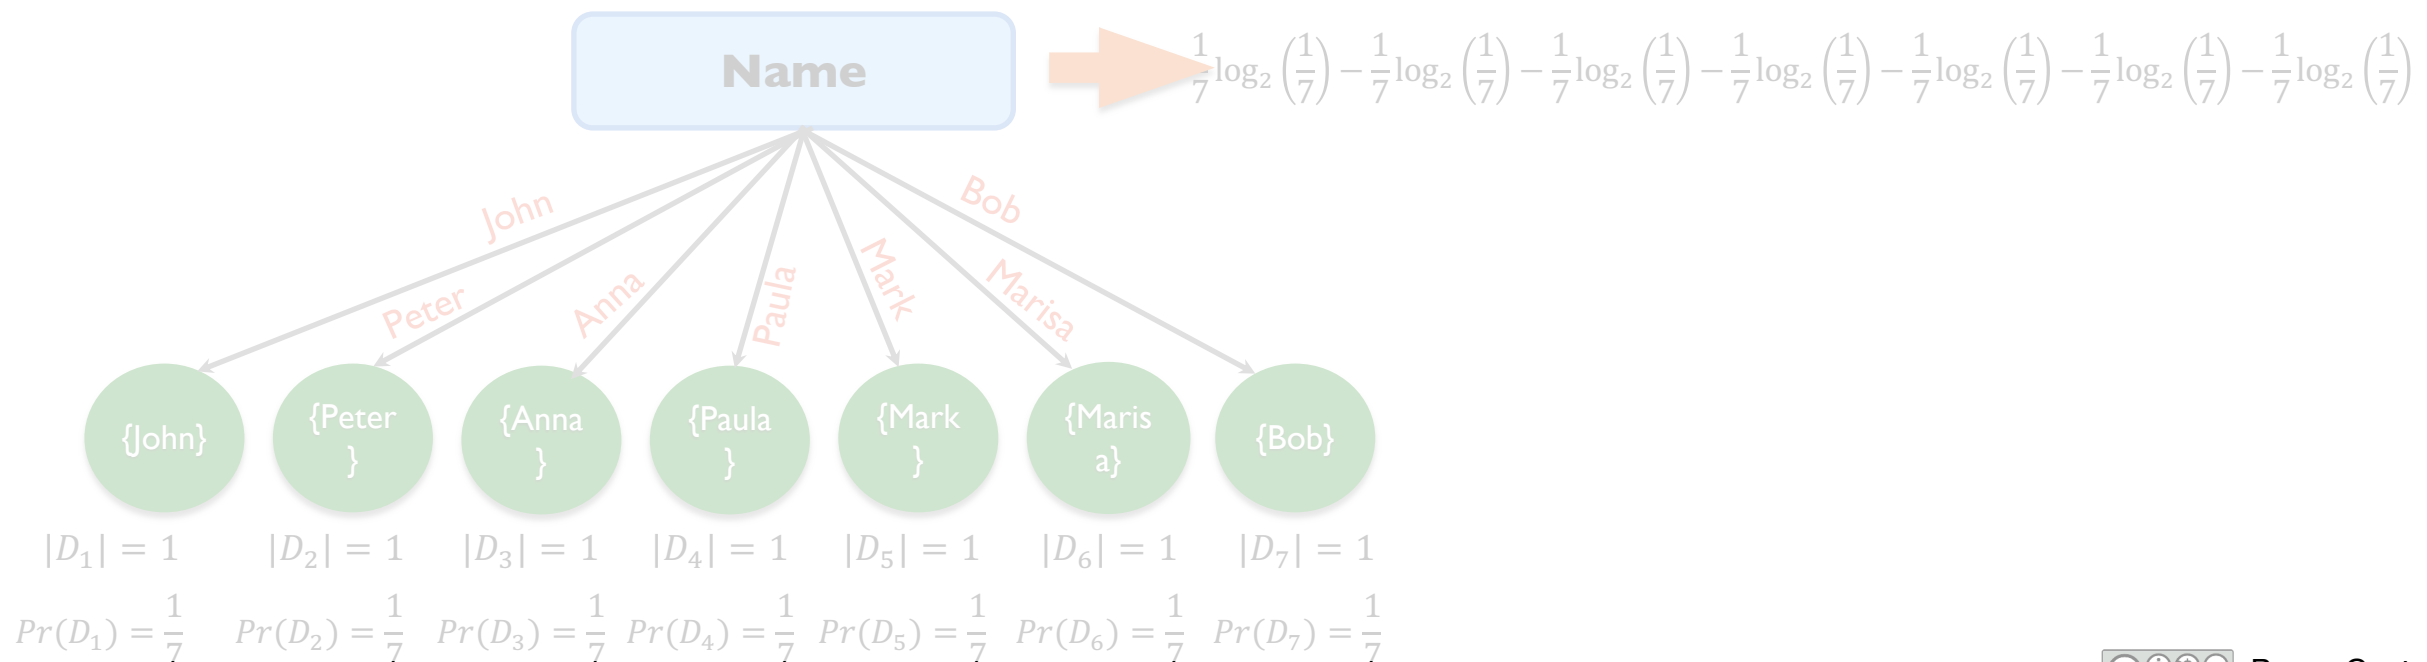 Name
1/7 log₂(1/7) − 1/7 log₂(1/7) − 1/7 log₂(1/7) − 1/7 log₂(1/7) − 1/7 log₂(1/7) − 1/7 log₂(1/7) − 1/7 log₂(1/7)
John
Peter
Anna
Paula
Mark
Marisa
Bob
{John}
{Peter
}
{Anna
}
{Paula
}
{Mark
}
{Maris
a}
{Bob}
|D₁| = 1 |D₂| = 1 |D₃| = 1 |D₄| = 1 |D₅| = 1 |D₆| = 1 |D₇| = 1
Pr(D₁) = 1/7 Pr(D₂) = 1/7 Pr(D₃) = 1/7 Pr(D₄) = 1/7 Pr(D₅) = 1/7 Pr(D₆) = 1/7 Pr(D₇) = 1/7